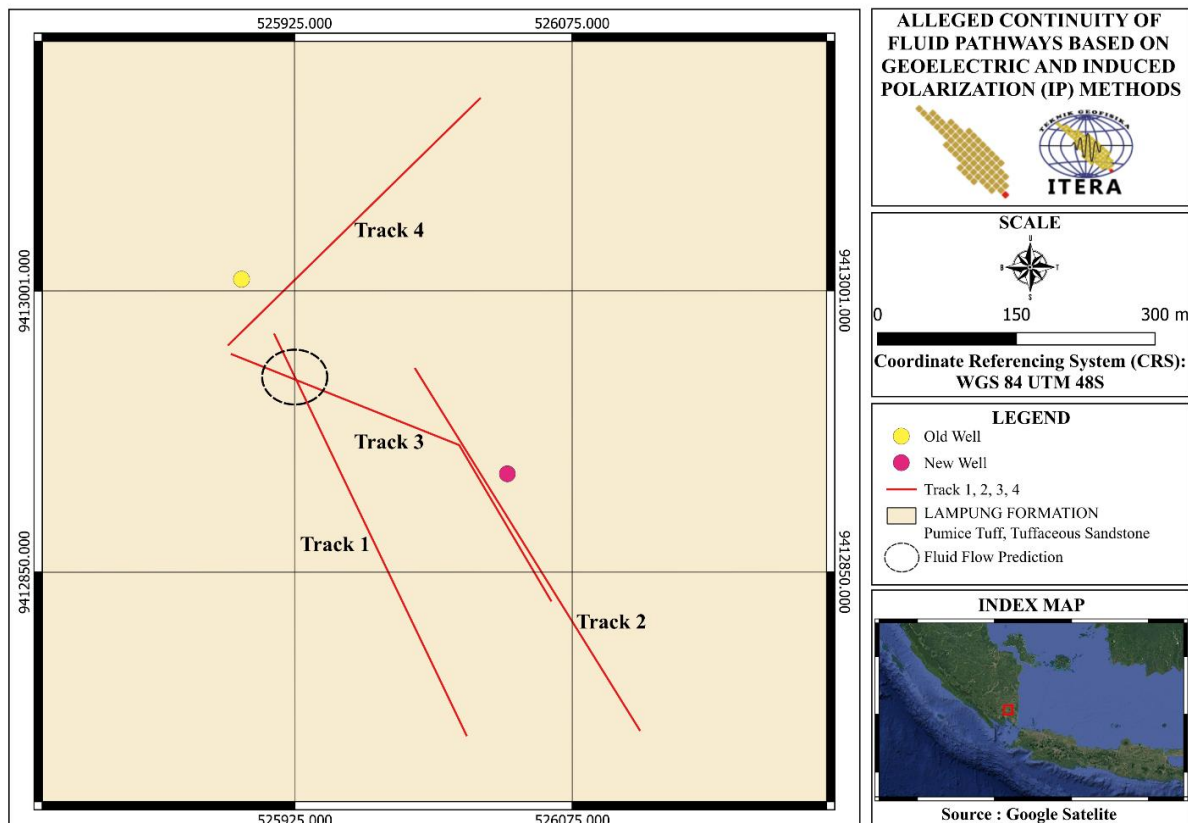 525925.000
526075.000
9413001.000
9413001.000
9412850.000
9412850.000
525925.000
526075.000
Track 4
Track 3
Track 1
Track 2
ALLEGED CONTINUITY OF
FLUID PATHWAYS BASED ON
GEOELECTRIC AND INDUCED
POLARIZATION (IP) METHODS
TEKNIK GEOFISIKA
ITERA
SCALE
U
B
T
S
0
150
300 m
Coordinate Referencing System (CRS):
WGS 84 UTM 48S
LEGEND
Old Well
New Well
Track 1, 2, 3, 4
LAMPUNG FORMATION
Pumice Tuff, Tuffaceous Sandstone
Fluid Flow Prediction
INDEX MAP
Source : Google Satelite